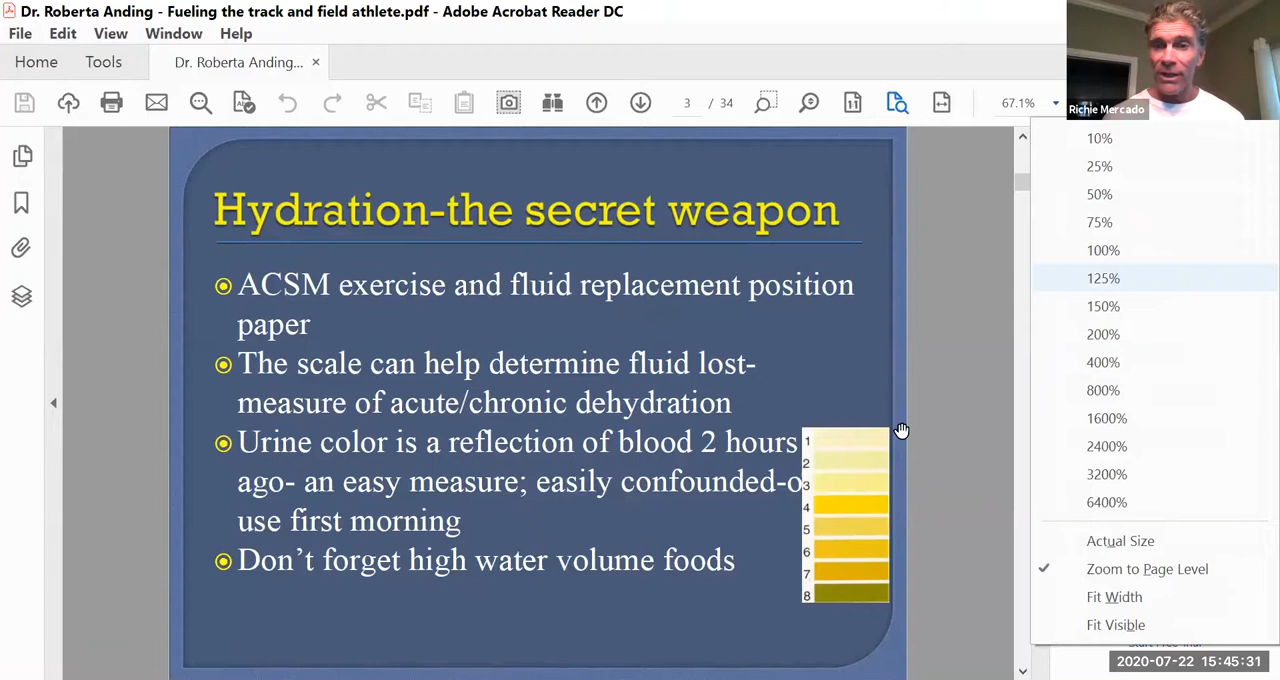 Dr. Roberta Anding - Fueling the track and field athlete.pdf - Adobe Acrobat Reader DC
File Edit View Window Help
Home Tools Dr. Roberta Anding... ×
3 / 34 67.1%
Richie Mercado
Hydration-the secret weapon
ACSM exercise and fluid replacement position
paper
The scale can help determine fluid lost-
measure of acute/chronic dehydration
Urine color is a reflection of blood 2 hours
ago- an easy measure; easily confounded-o
use first morning
Don't forget high water volume foods
1
2
3
4
5
6
7
8
10%
25%
50%
75%
100%
125%
150%
200%
400%
800%
1600%
2400%
3200%
6400%
Actual Size
Zoom to Page Level
Fit Width
Fit Visible
2020-07-22 15:45:31